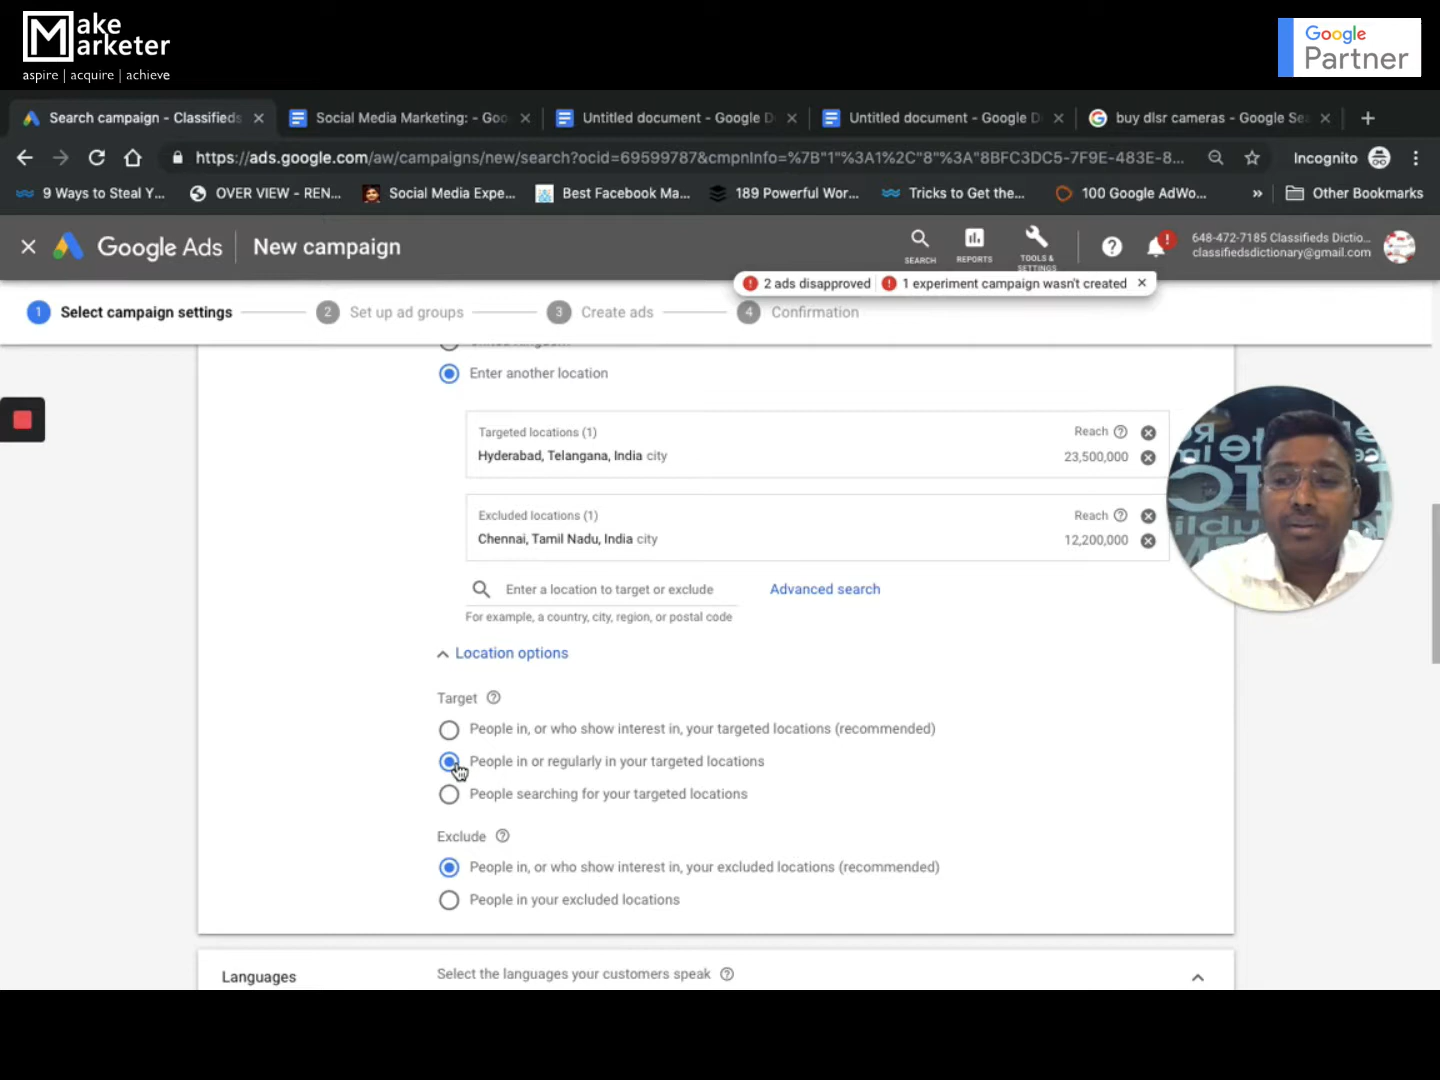 Make Marketer
aspire | acquire | achieve
Google
Partner
Search campaign - Classifieds
Social Media Marketing: - Goo
Untitled document - Google D
Untitled document - Google D
buy dlsr cameras - Google Sea
https://ads.google.com/aw/campaigns/new/search?ocid=69599787&cmpnInfo=%7B"1"%3A1%2C"8"%3A"8BFC3DC5-7F9E-483E-8...
Incognito
9 Ways to Steal Y...
OVER VIEW - REN...
Social Media Expe...
Best Facebook Ma...
189 Powerful Wor...
Tricks to Get the...
100 Google AdWo...
»
Other Bookmarks
Google Ads
New campaign
SEARCH
REPORTS
TOOLS & SETTINGS
648-472-7185 Classifieds Dictio...
classifiedsdictionary@gmail.com
2 ads disapproved
1 experiment campaign wasn't created
1 Select campaign settings
2 Set up ad groups
3 Create ads
4 Confirmation
Enter another location
Targeted locations (1)
Reach
Hyderabad, Telangana, India city
23,500,000
Excluded locations (1)
Reach
Chennai, Tamil Nadu, India city
12,200,000
Enter a location to target or exclude
Advanced search
For example, a country, city, region, or postal code
Location options
Target
People in, or who show interest in, your targeted locations (recommended)
People in or regularly in your targeted locations
People searching for your targeted locations
Exclude
People in, or who show interest in, your excluded locations (recommended)
People in your excluded locations
Languages
Select the languages your customers speak